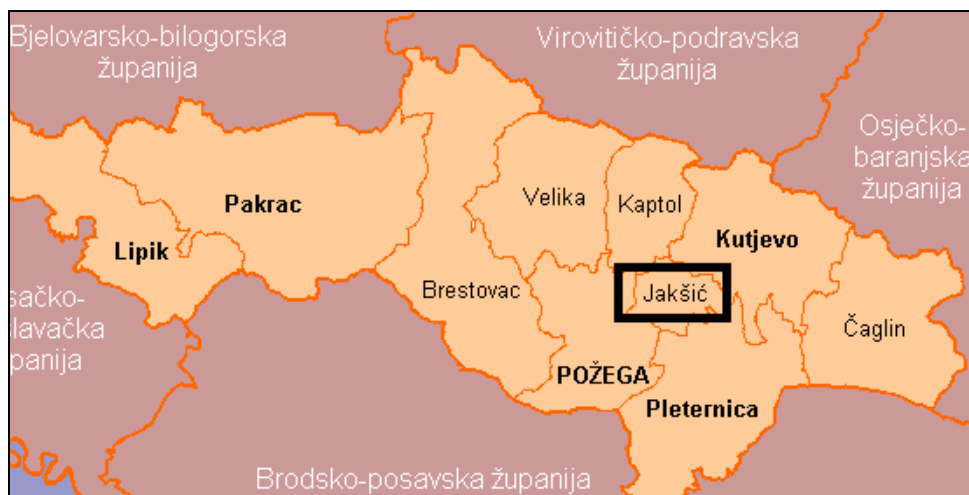 Bjelovarsko-bilogorska
županija
Virovitičko-podravska
županija
Osječko-
baranjska
županija
Velika
Kaptol
Pakrac
Kutjevo
Lipik
Brestovac
Jakšić
sačko-
slavačka
panija
Čaglin
POŽEGA
Pleternica
Brodsko-posavska županija